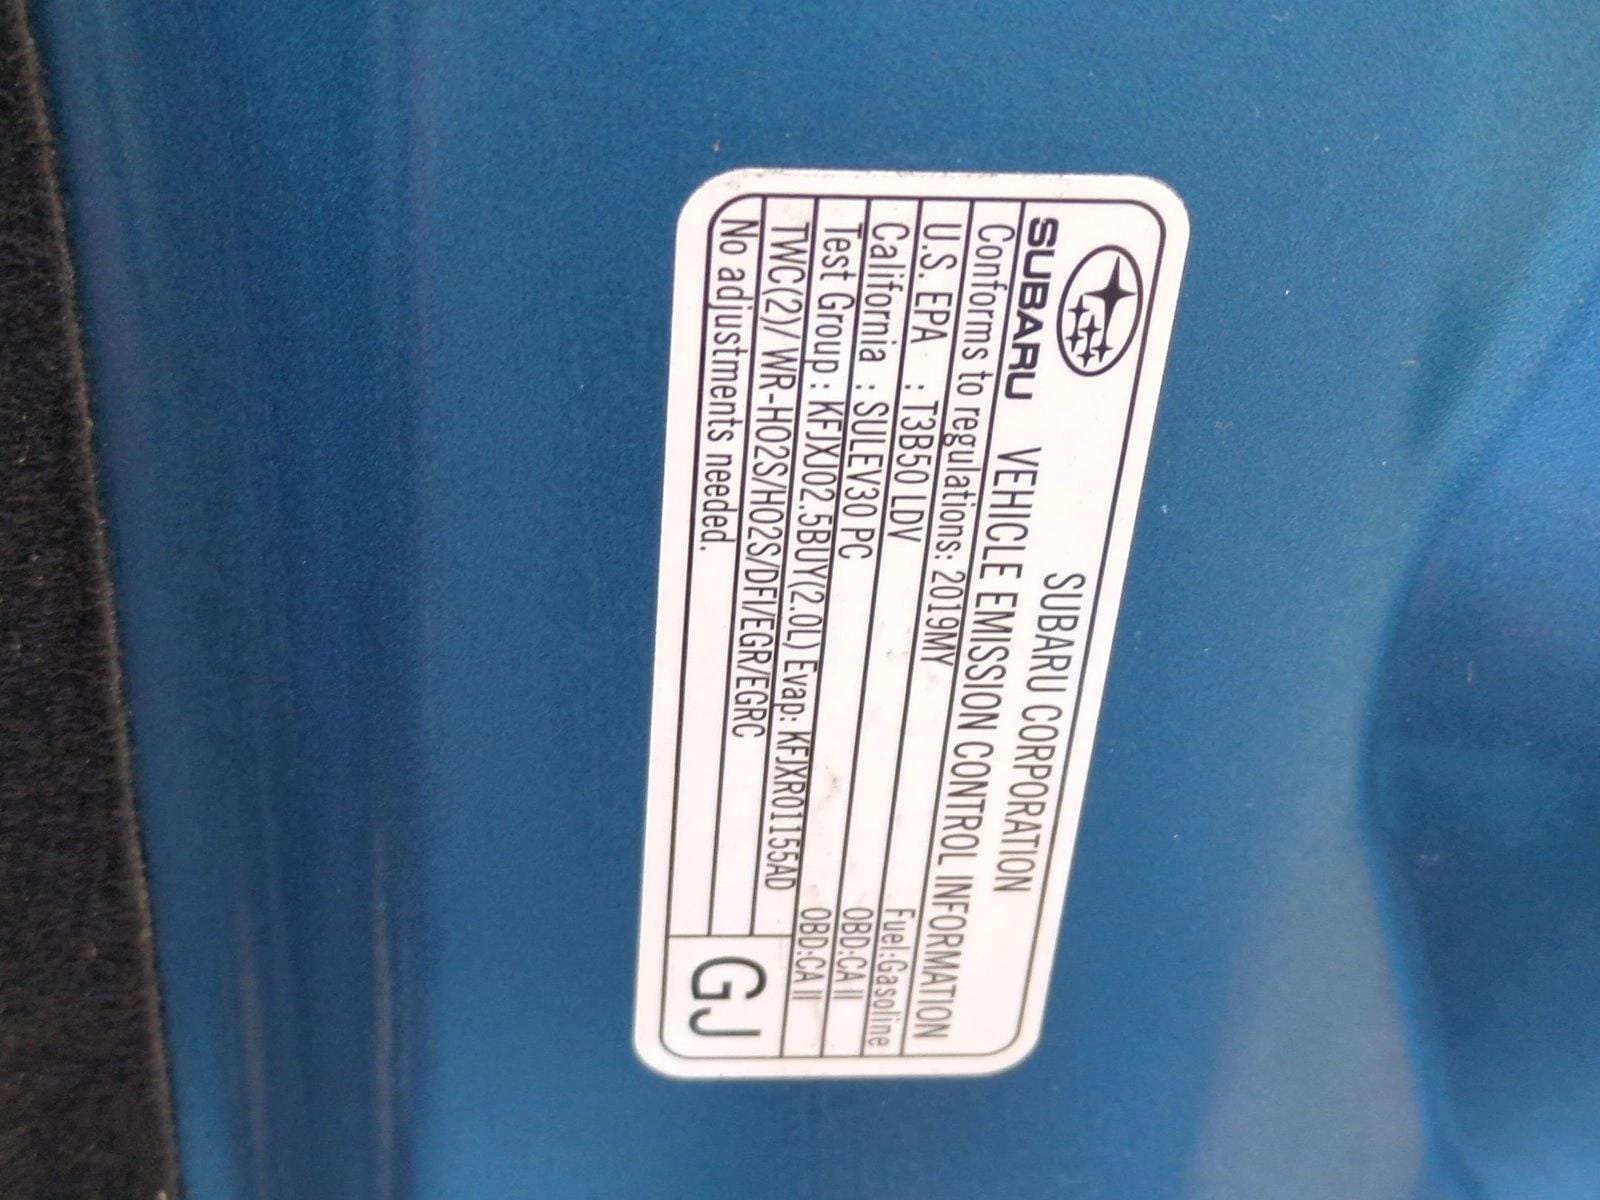 SUBARU CORPORATION
SUBARU VEHICLE EMISSION CONTROL INFORMATION
Conforms to regulations: 2019MY Fuel:Gasoline
U.S. EPA : T3B50 LDV OBD:CA II
California : SULEV30 PC OBD:CA II
Test Group : KFJXJ02.5BUY(2.0L) Evap: KFJXR01155AD
TWC(2)/ WR-HO2S/HO2S/DFI/EGR/EGRC
No adjustments needed.
GJ